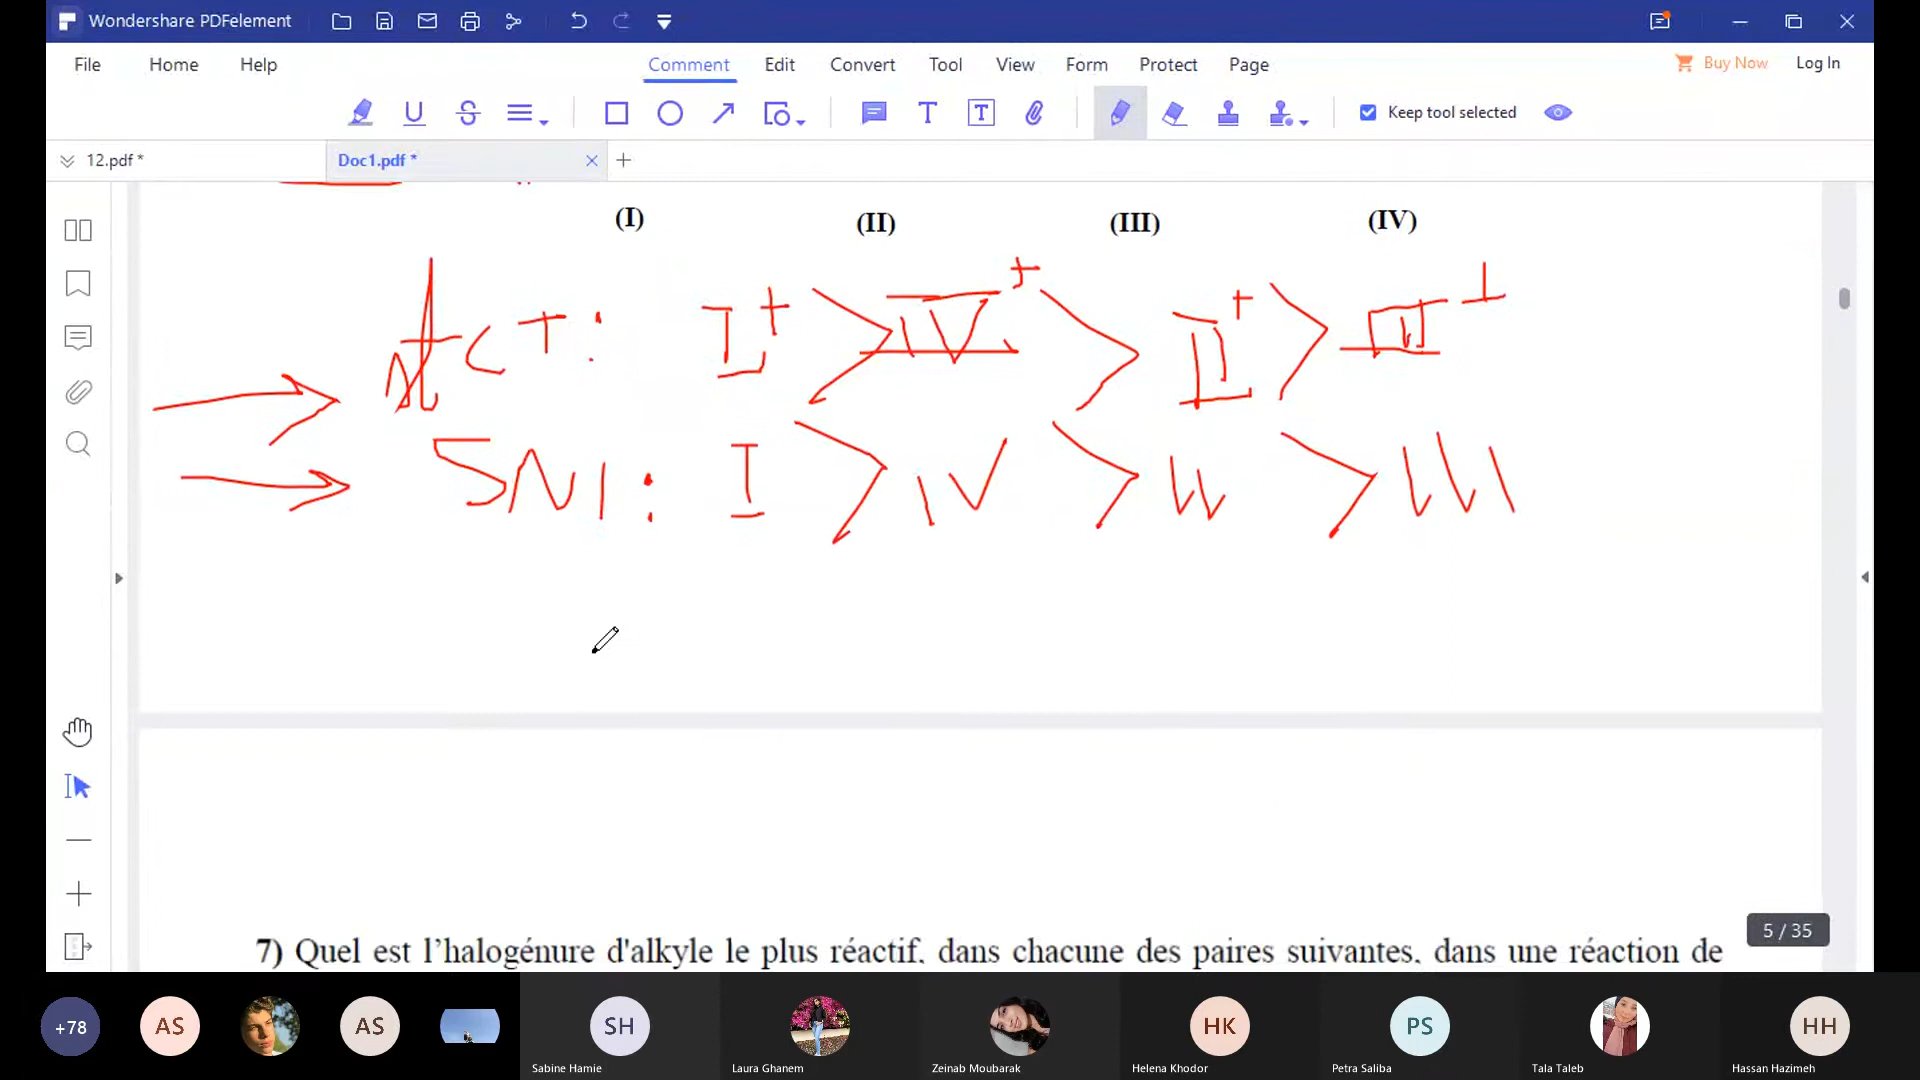 Wondershare PDFelement
File Home Help Comment Edit Convert Tool View Form Protect Page Buy Now Log In
Keep tool selected
12.pdf * Doc1.pdf *
(I) (II) (III) (IV)
I+ > IV+ > II+ > III+
SN1 : I > IV > II > III
7) Quel est l’halogénure d'alkyle le plus réactif, dans chacune des paires suivantes, dans une réaction de
5 / 35
+78 AS AS SH HK PS HH
Sabine Hamie Laura Ghanem Zeinab Moubarak Helena Khodor Petra Saliba Tala Taleb Hassan Hazimeh